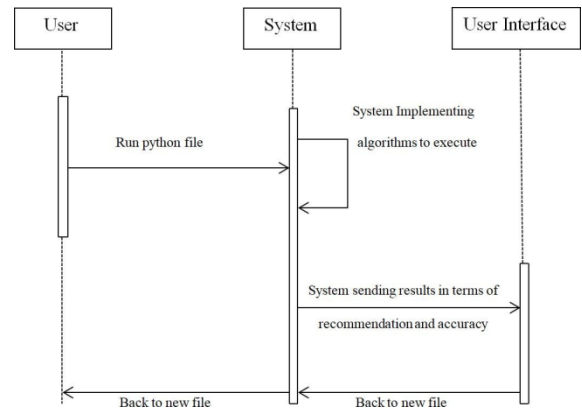 User
System
User Interface
System Implementing
algorithms to execute
Run python file
System sending results in terms of
recommendation and accuracy
Back to new file
Back to new file